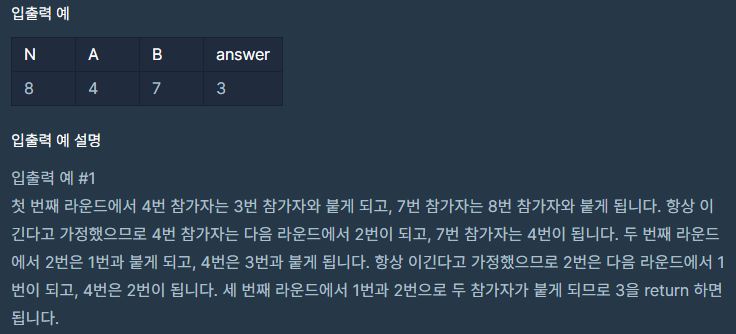 입출력 예
N A B answer
8 4 7 3
입출력 예 설명
입출력 예 #1
첫 번째 라운드에서 4번 참가자는 3번 참가자와 붙게 되고, 7번 참가자는 8번 참가자와 붙게 됩니다. 항상 이
긴다고 가정했으므로 4번 참가자는 다음 라운드에서 2번이 되고, 7번 참가자는 4번이 됩니다. 두 번째 라운드
에서 2번은 1번과 붙게 되고, 4번은 3번과 붙게 됩니다. 항상 이긴다고 가정했으므로 2번은 다음 라운드에서 1
번이 되고, 4번은 2번이 됩니다. 세 번째 라운드에서 1번과 2번으로 두 참가자가 붙게 되므로 3을 return 하면
됩니다.